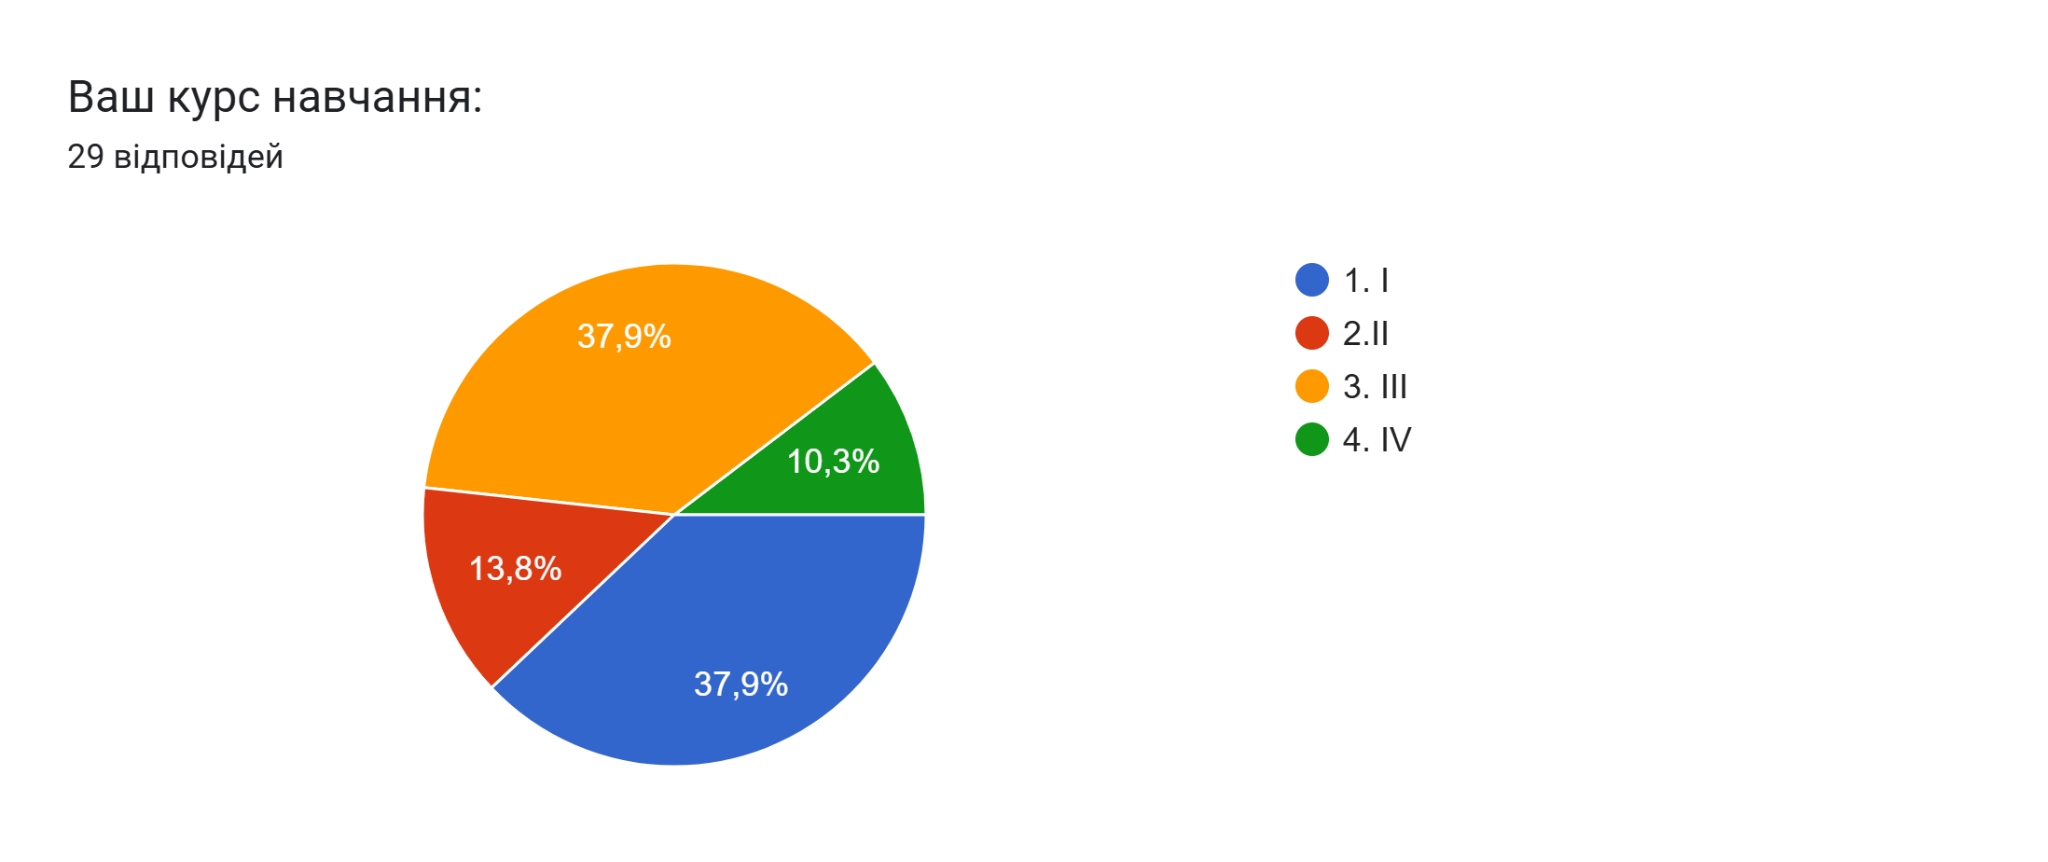 Ваш курс навчання:
29 відповідей
37,9%
10,3%
13,8%
37,9%
1. I
2.II
3. III
4. IV